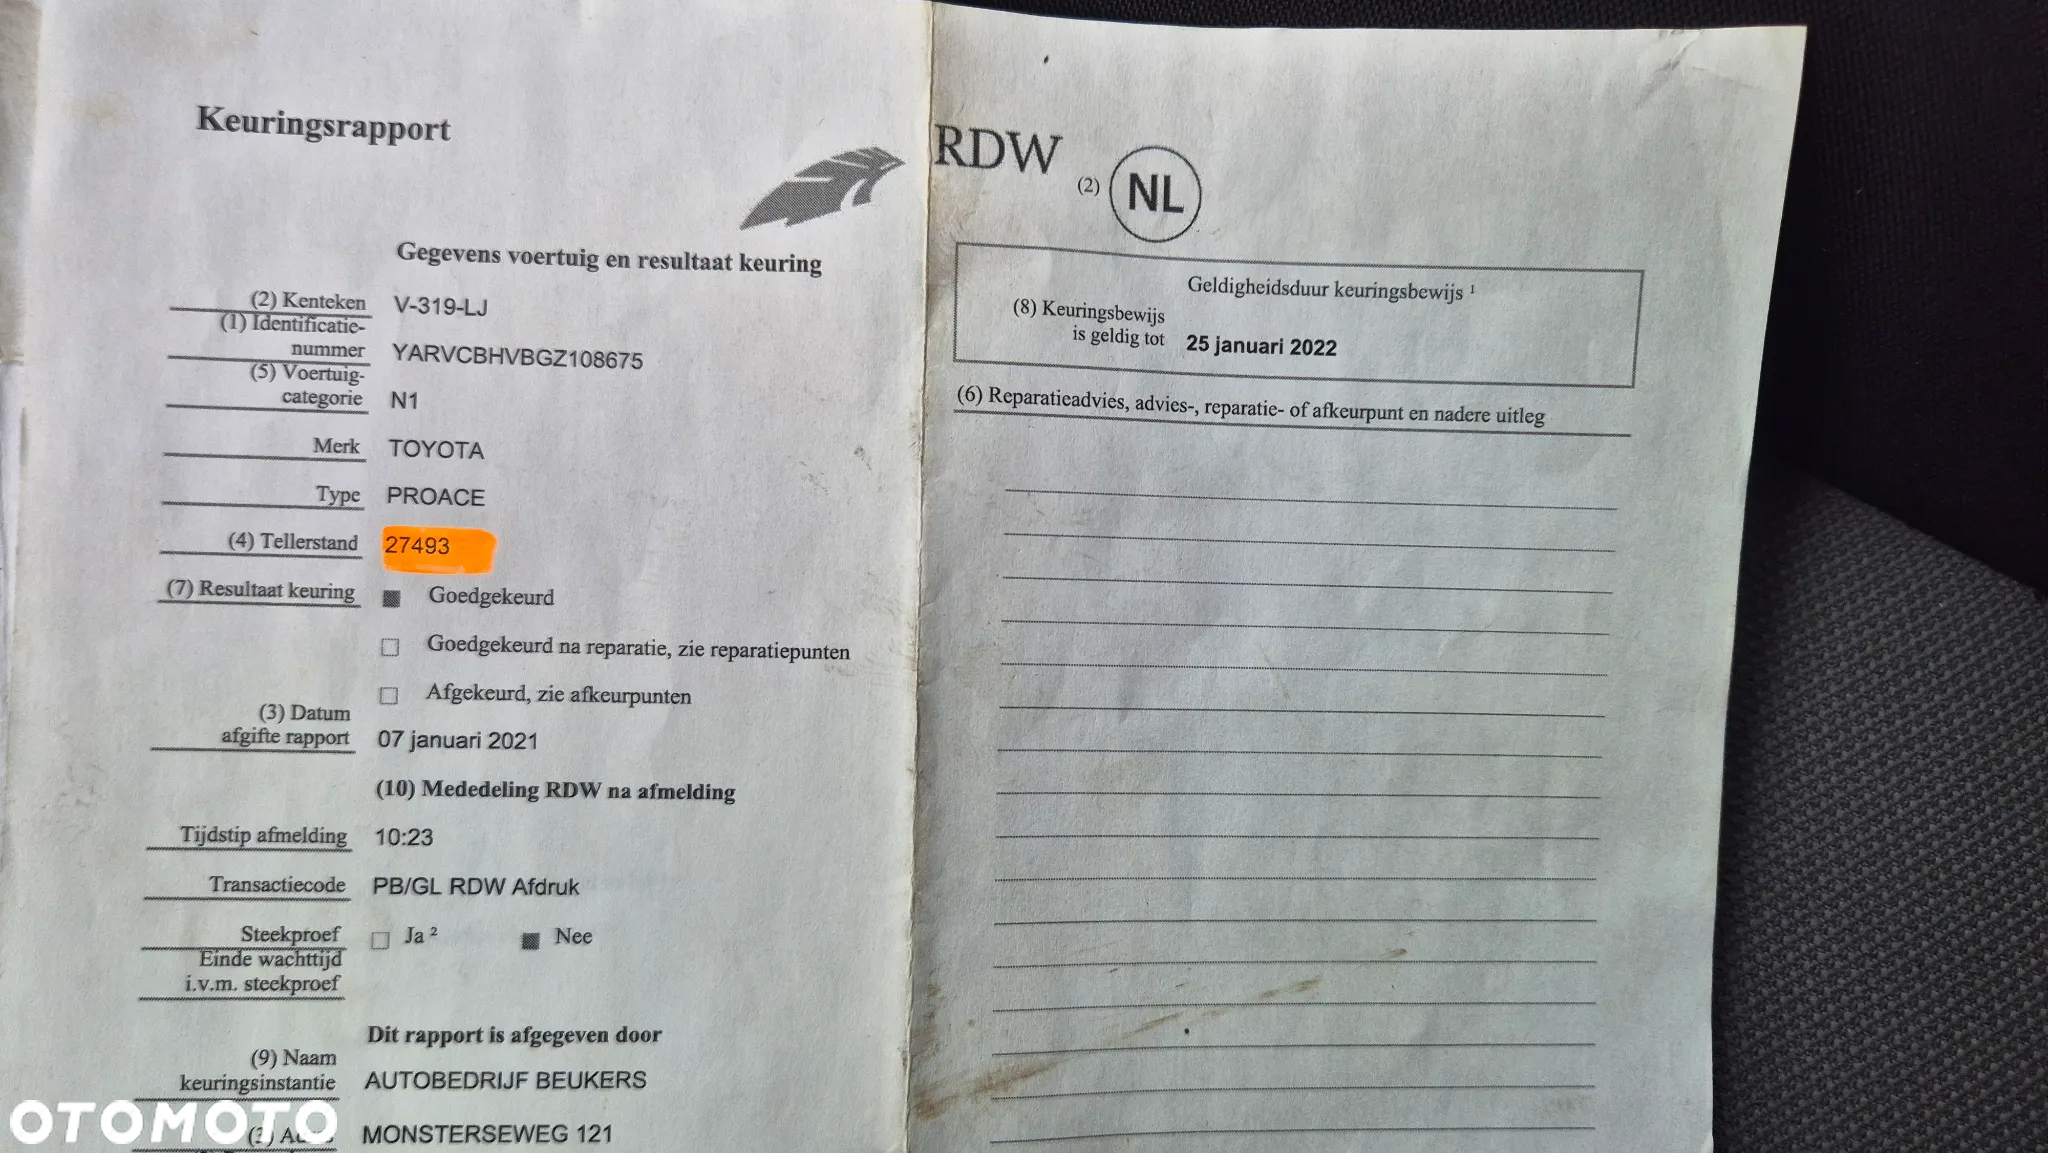 Keuringsrapport
Gegevens voertuig en resultaat keuring
(2) Kenteken V-319-LJ
(1) Identificatie-
nummer YARVCBHVBGZ108675
(5) Voertuig-
categorie N1
Merk TOYOTA
Type PROACE
(4) Tellerstand 27493
(7) Resultaat keuring Goedgekeurd
Goedgekeurd na reparatie, zie reparatiepunten
Afgekeurd, zie afkeurpunten
(3) Datum
afgifte rapport 07 januari 2021
(10) Mededeling RDW na afmelding
Tijdstip afmelding 10:23
Transactiecode PB/GL RDW Afdruk
Steekproef Ja ² Nee
Einde wachttijd
i.v.m. steekproef
Dit rapport is afgegeven door
(9) Naam
keuringsinstantie AUTOBEDRIJF BEUKERS
MONSTERSEWEG 121
OTOMOTO
RDW
(2) NL
Geldigheidsduur keuringsbewijs ¹
(8) Keuringsbewijs
is geldig tot 25 januari 2022
(6) Reparatieadvies, advies-, reparatie- of afkeurpunt en nadere uitleg